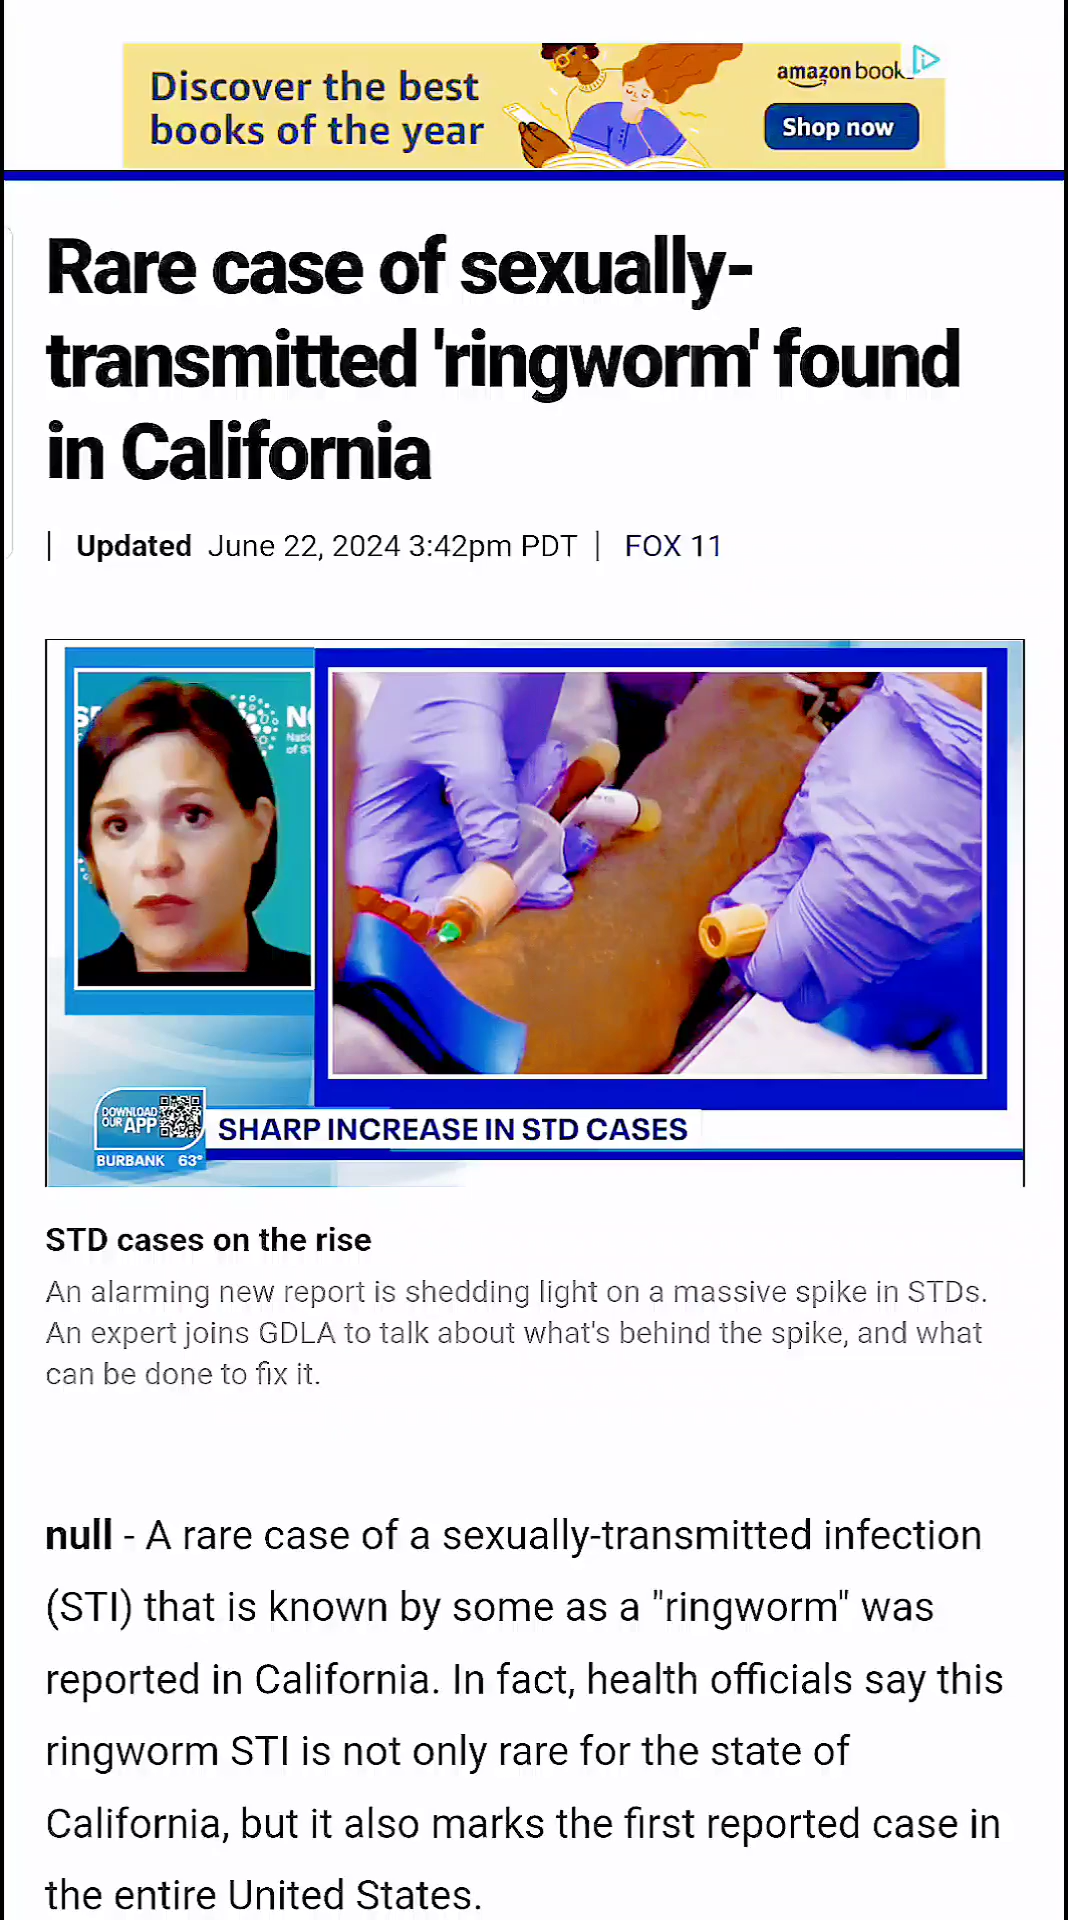 Discover the best
books of the year
amazon book
Shop now
Rare case of sexually-
transmitted 'ringworm' found
in California
| Updated June 22, 2024 3:42pm PDT | FOX 11
DOWNLOAD
OUR APP
SHARP INCREASE IN STD CASES
BURBANK 63°
STD cases on the rise
An alarming new report is shedding light on a massive spike in STDs.
An expert joins GDLA to talk about what's behind the spike, and what
can be done to fix it.
null - A rare case of a sexually-transmitted infection
(STI) that is known by some as a "ringworm" was
reported in California. In fact, health officials say this
ringworm STI is not only rare for the state of
California, but it also marks the first reported case in
the entire United States.